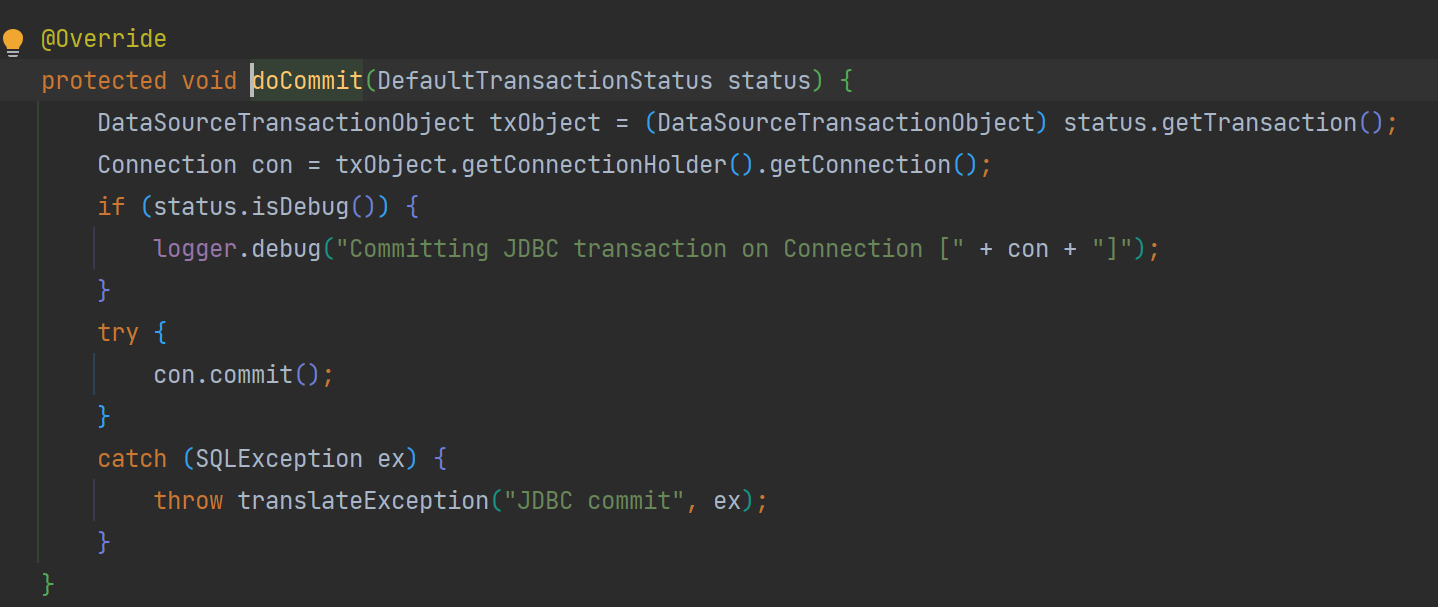 @Override
protected void doCommit(DefaultTransactionStatus status) {
    DataSourceTransactionObject txObject = (DataSourceTransactionObject) status.getTransaction();
    Connection con = txObject.getConnectionHolder().getConnection();
    if (status.isDebug()) {
        logger.debug("Committing JDBC transaction on Connection [" + con + "]");
    }
    try {
        con.commit();
    }
    catch (SQLException ex) {
        throw translateException("JDBC commit", ex);
    }
}